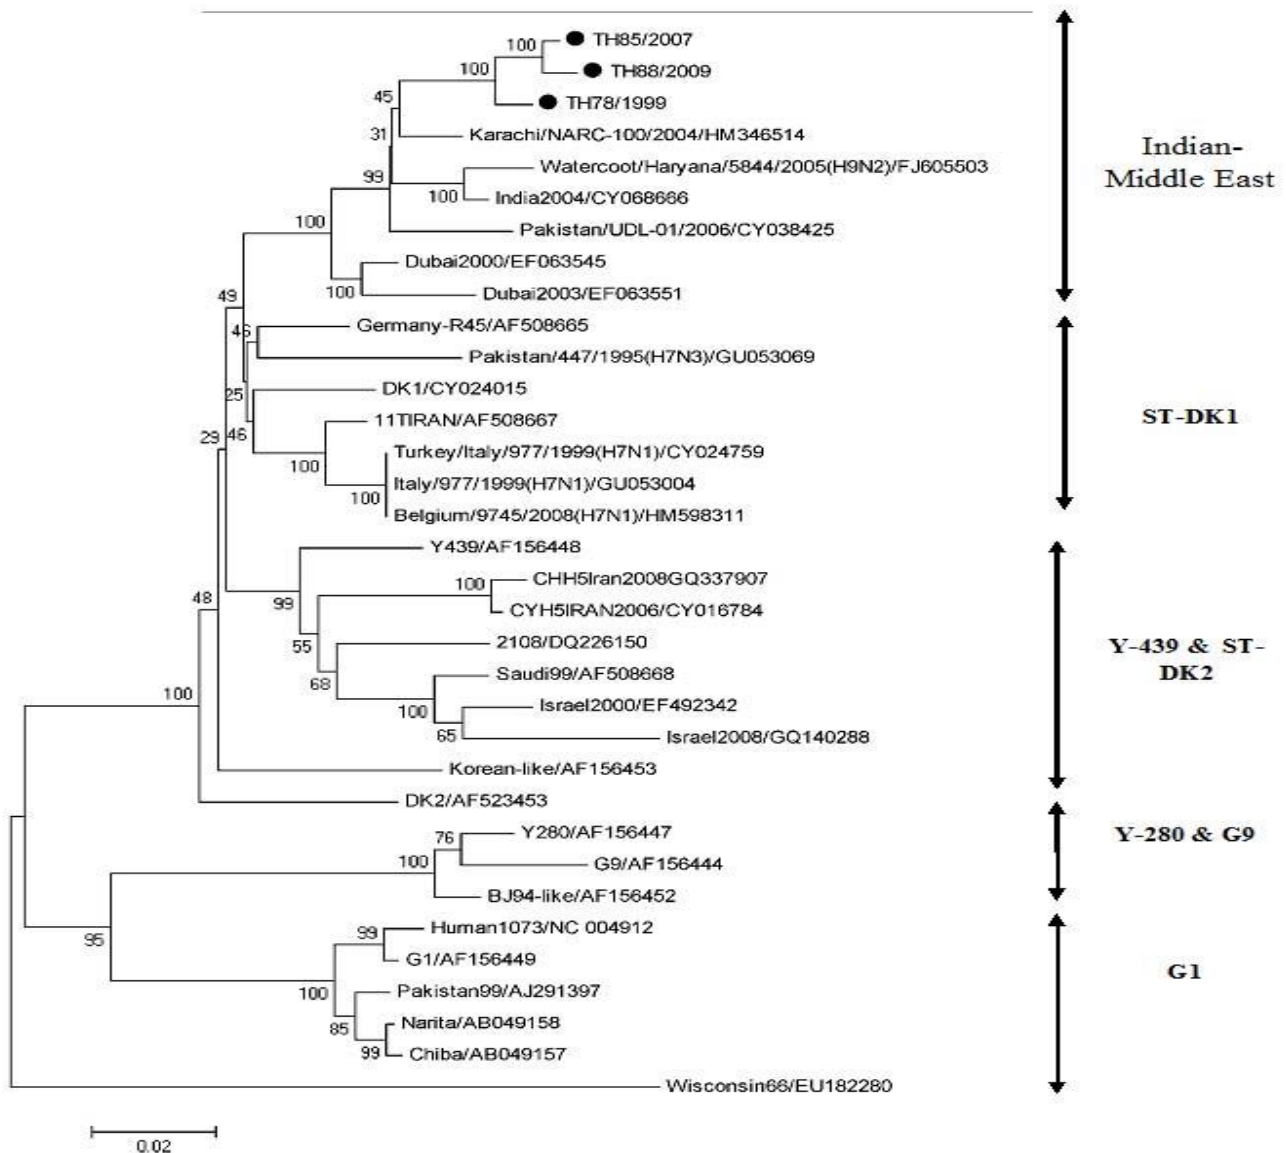 100
TH85/2007
100
TH88/2009
TH78/1999
45
31
Karachi/NARC-100/2004/HM346514
Watercoot/Haryana/5844/2005(H9N2)/FJ605503
99
100
India2004/CY068666
Pakistan/UDL-01/2006/CY038425
100
Dubai2000/EF063545
100
Dubai2003/EF063551
Indian-
Middle East
49
46
Germany-R45/AF508665
Pakistan/447/1995(H7N3)/GU053069
25
DK1/CY024015
11TIRAN/AF508667
29
46
100
Turkey/Italy/977/1999(H7N1)/CY024759
Italy/977/1999(H7N1)/GU053004
100
Belgium/9745/2008(H7N1)/HM598311
ST-DK1
Y439/AF156448
100
CHH5Iran2008GQ337907
48
99
CYH5IRAN2006/CY016784
55
2108/DQ226150
68
Saudi99/AF508668
100
100
Israel2000/EF492342
65
Israel2008/GQ140288
Korean-like/AF156453
DK2/AF523453
Y-439 & ST-
DK2
76
Y280/AF156447
100
G9/AF156444
BJ94-like/AF156452
Y-280 & G9
95
99
Human1073/NC 004912
G1/AF156449
100
Pakistan99/AJ291397
85
Narita/AB049158
99
Chiba/AB049157
G1
Wisconsin66/EU182280
0.02